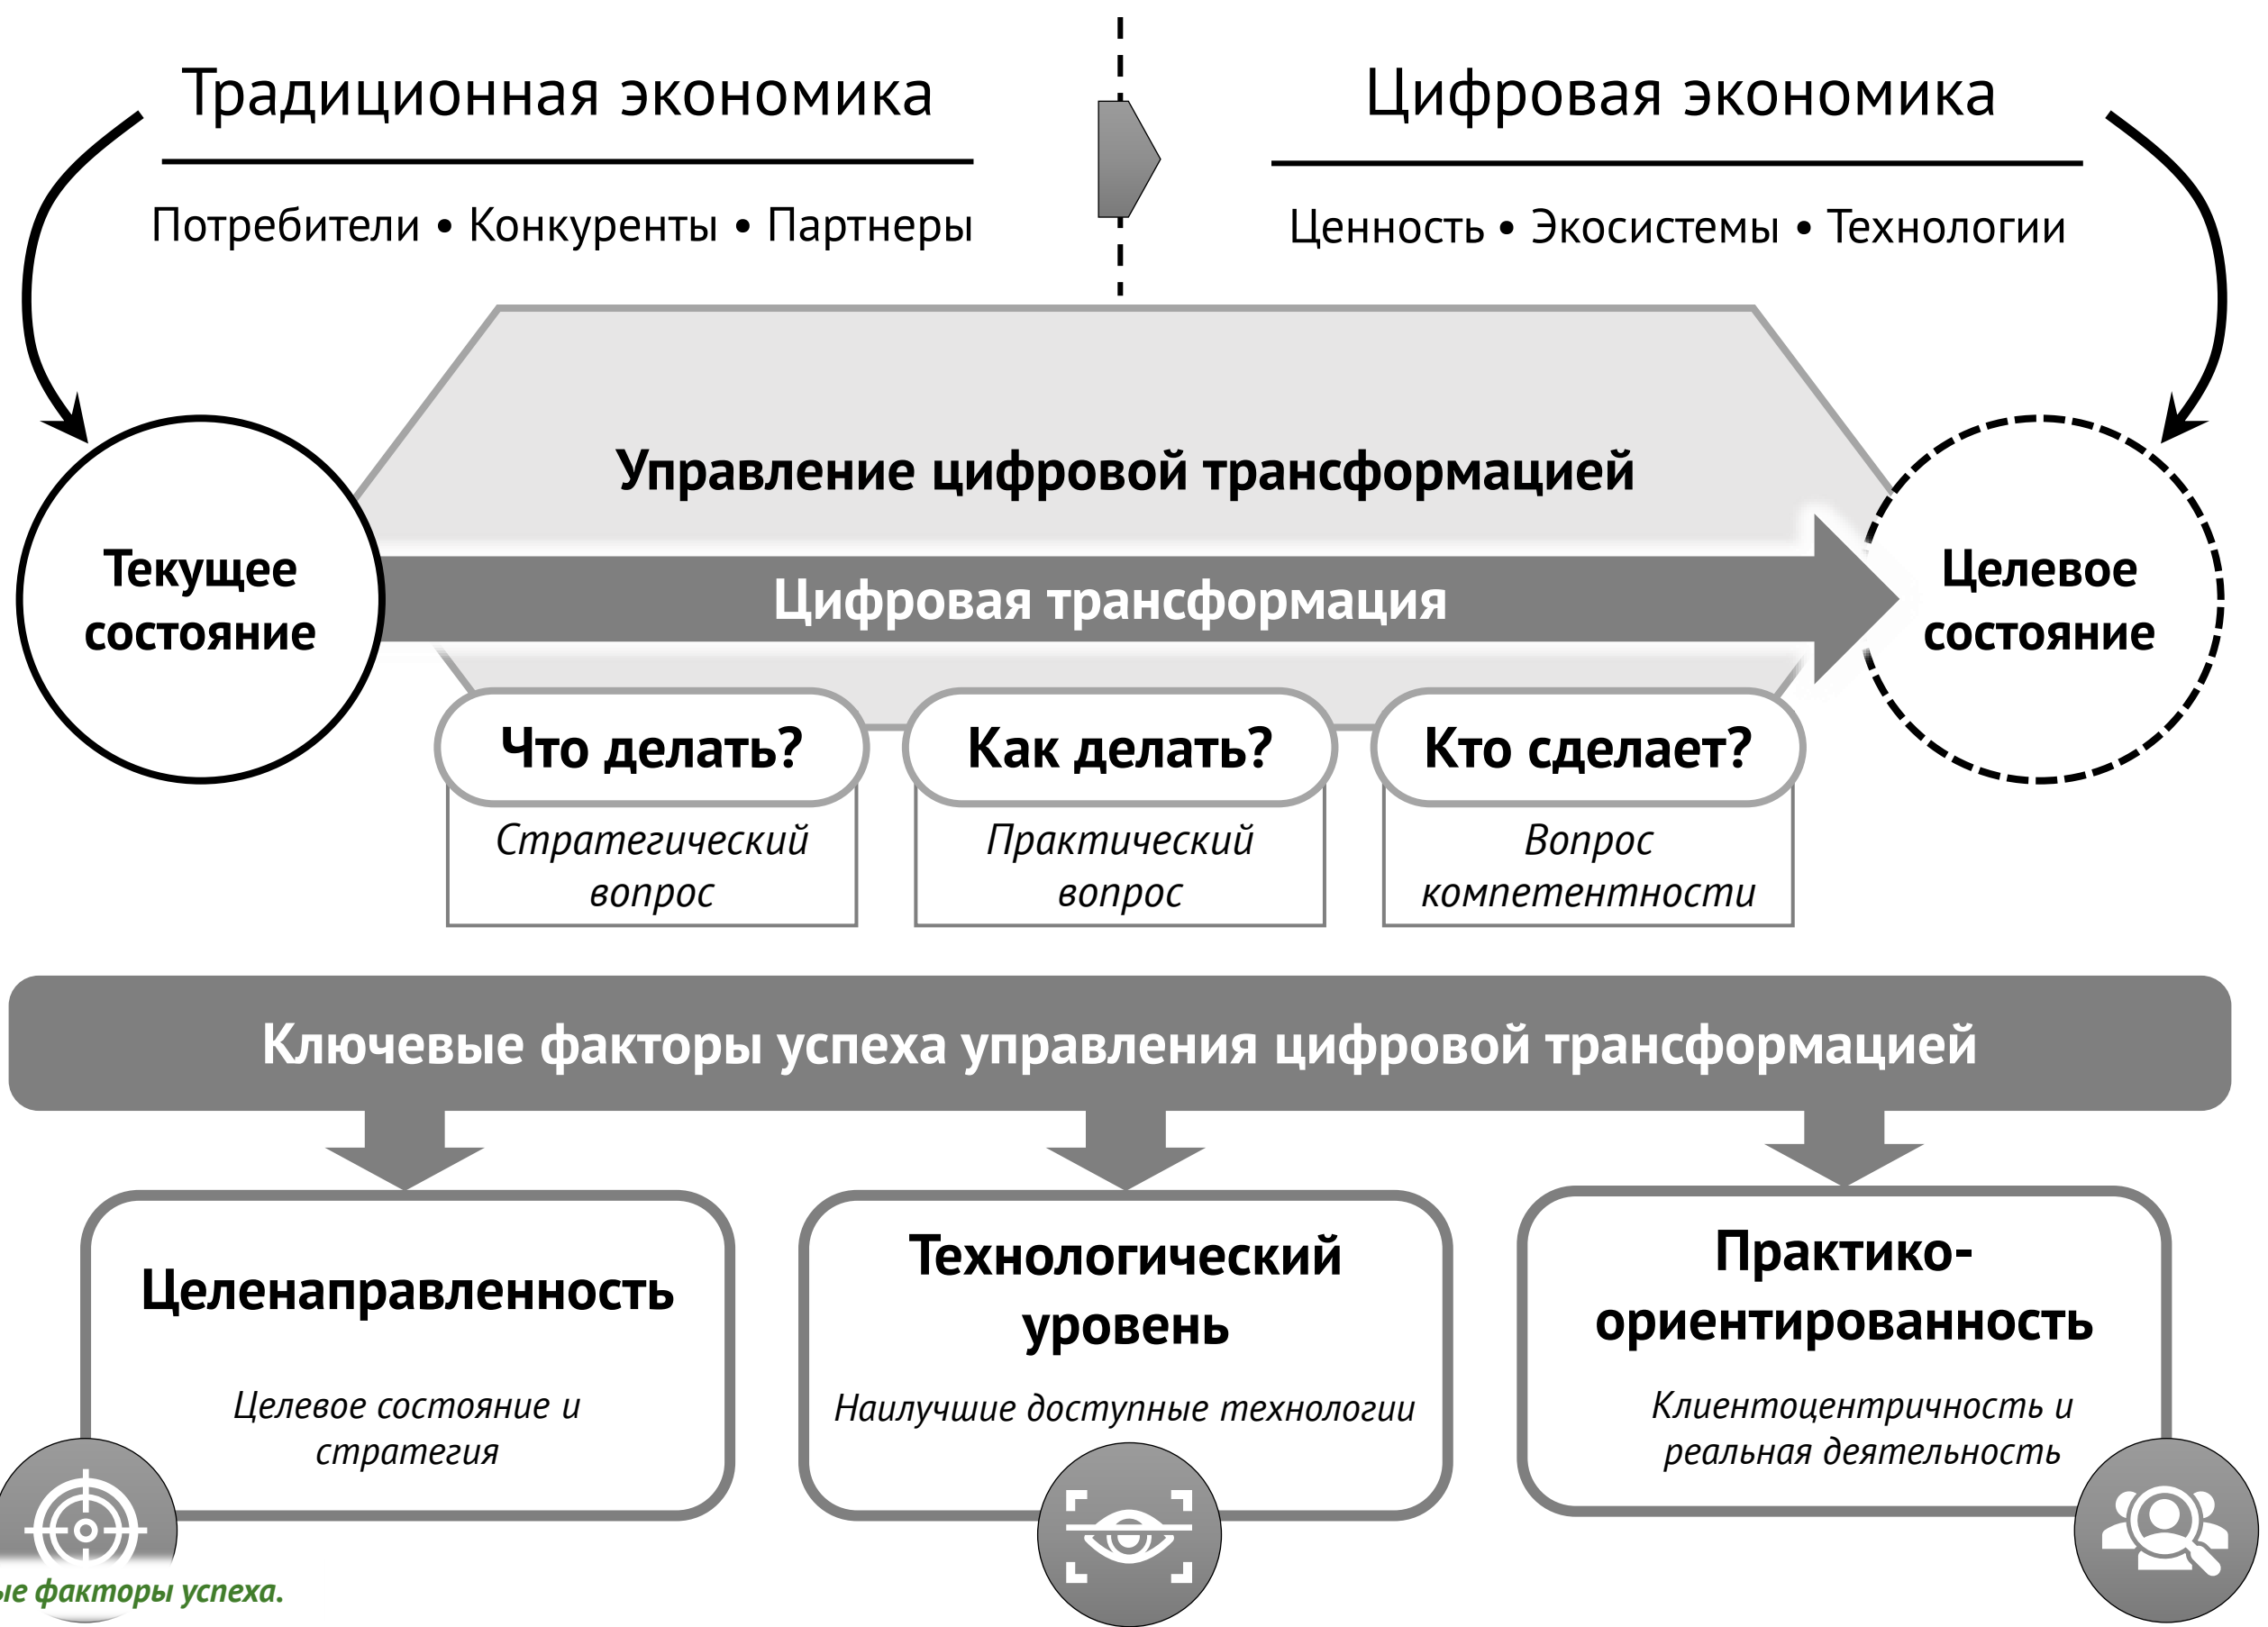 Традиционная экономика
Цифровая экономика
Потребители • Конкуренты • Партнеры
Ценность • Экосистемы • Технологии
Управление цифровой трансформацией
Текущее
состояние
Цифровая трансформация
Целевое
состояние
Что делать?
Стратегический
вопрос
Как делать?
Практический
вопрос
Кто сделает?
Вопрос
компетентности
Ключевые факторы успеха управления цифровой трансформацией
Целенаправленность
Целевое состояние и
стратегия
Технологический
уровень
Наилучшие доступные технологии
Практико-
ориентированность
Клиентоцентричность и
реальная деятельность
факторы успеха.